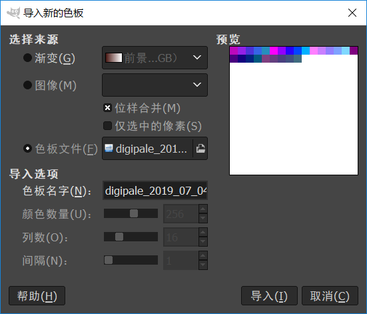 导入新的色板
选择来源
预览
渐变(G)
前景...GB)
图像(M)
位样合并(M)
仅选中的像素(S)
色板文件(F)
digipale_201...
导入选项
色板名字(N)：
digipale_2019_07_04
颜色数量(U)：
256
列数(O)：
16
间隔(N)：
1
帮助(H)
导入(I)
取消(C)